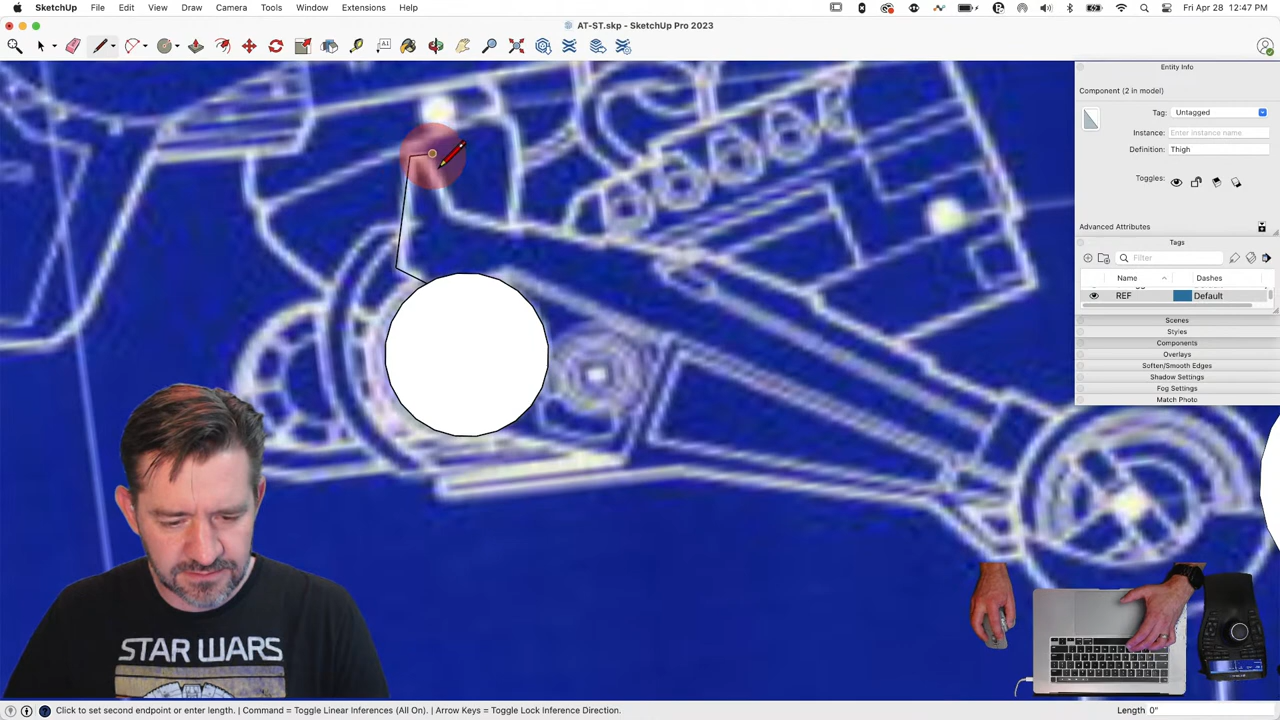 SketchUp File Edit View Draw Camera Tools Window Extensions Help
Fri Apr 28 12:47 PM
AT-ST.skp - SketchUp Pro 2023
Entity Info
Component (2 in model)
Tag: Untagged
Instance: Enter instance name
Definition: Thigh
Toggles:
Advanced Attributes
Tags
Filter
Name Dashes
REF Default
Scenes
Styles
Components
Overlays
Soften/Smooth Edges
Shadow Settings
Fog Settings
Match Photo
STAR WARS
Click to set second endpoint or enter length. | Command = Toggle Linear Inferences (All On). | Arrow Keys = Toggle Lock Inference Direction.
Length 0"